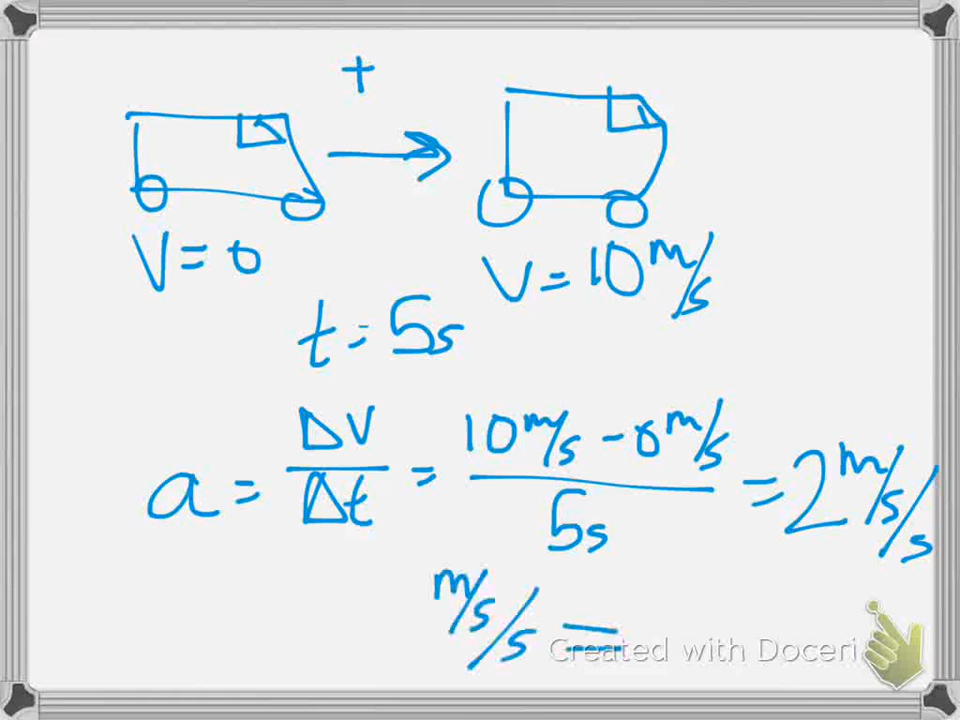 +
V = 0
V = 10 m/s
t = 5s
a = ΔV/Δt = (10 m/s - 0 m/s)/5s = 2 m/s/s
m/s/s =
Created with Doceri